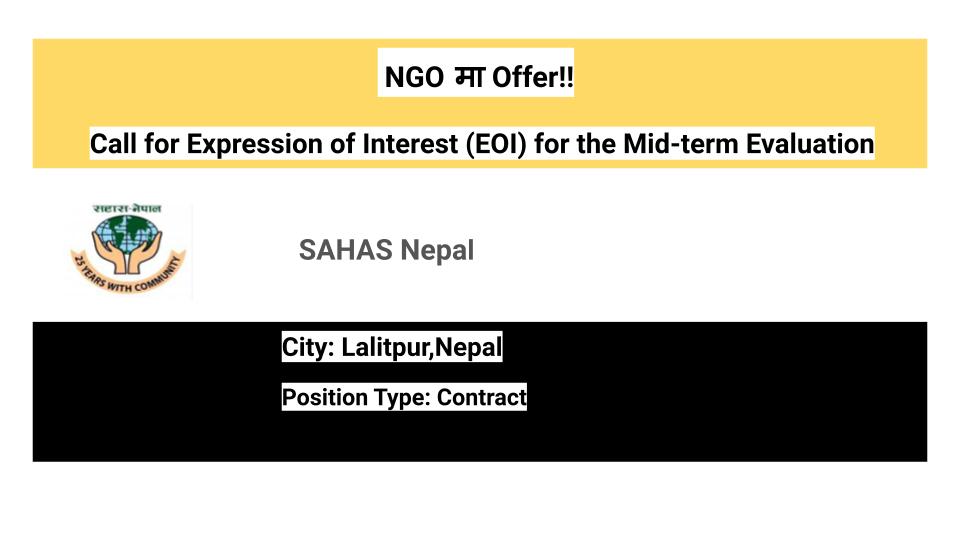 NGO मा Offer!!
Call for Expression of Interest (EOI) for the Mid-term Evaluation
सहास-नेपाल
25 YEARS WITH COMMUNITY
SAHAS Nepal
City: Lalitpur,Nepal
Position Type: Contract